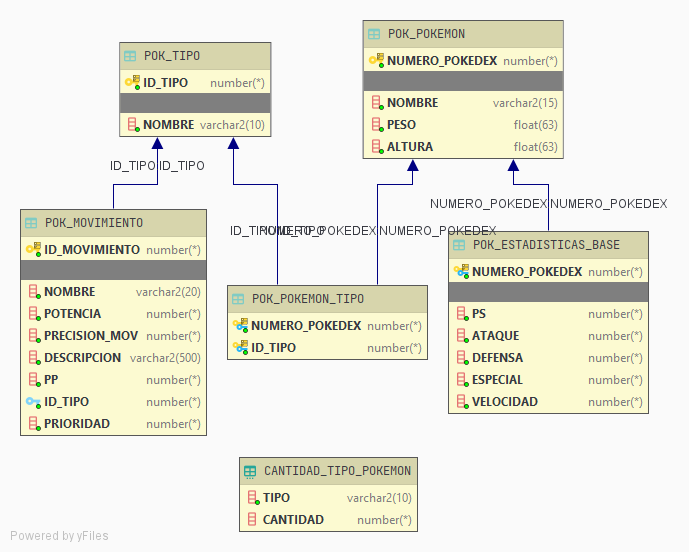 POK_TIPO
ID_TIPO number(*)
NOMBRE varchar2(10)
POK_POKEMON
NUMERO_POKEDEX number(*)
NOMBRE varchar2(15)
PESO float(63)
ALTURA float(63)
ID_TIPO ID_TIPO
NUMERO_POKEDEX NUMERO_POKEDEX
ID_TIPO ID_TIPO
NUMERO_POKEDEX NUMERO_POKEDEX
POK_MOVIMIENTO
ID_MOVIMIENTO number(*)
NOMBRE varchar2(20)
POTENCIA number(*)
PRECISION_MOV number(*)
DESCRIPCION varchar2(500)
PP number(*)
ID_TIPO number(*)
PRIORIDAD number(*)
POK_POKEMON_TIPO
NUMERO_POKEDEX number(*)
ID_TIPO number(*)
POK_ESTADISTICAS_BASE
NUMERO_POKEDEX number(*)
PS number(*)
ATAQUE number(*)
DEFENSA number(*)
ESPECIAL number(*)
VELOCIDAD number(*)
CANTIDAD_TIPO_POKEMON
TIPO varchar2(10)
CANTIDAD number(*)
Powered by yFiles